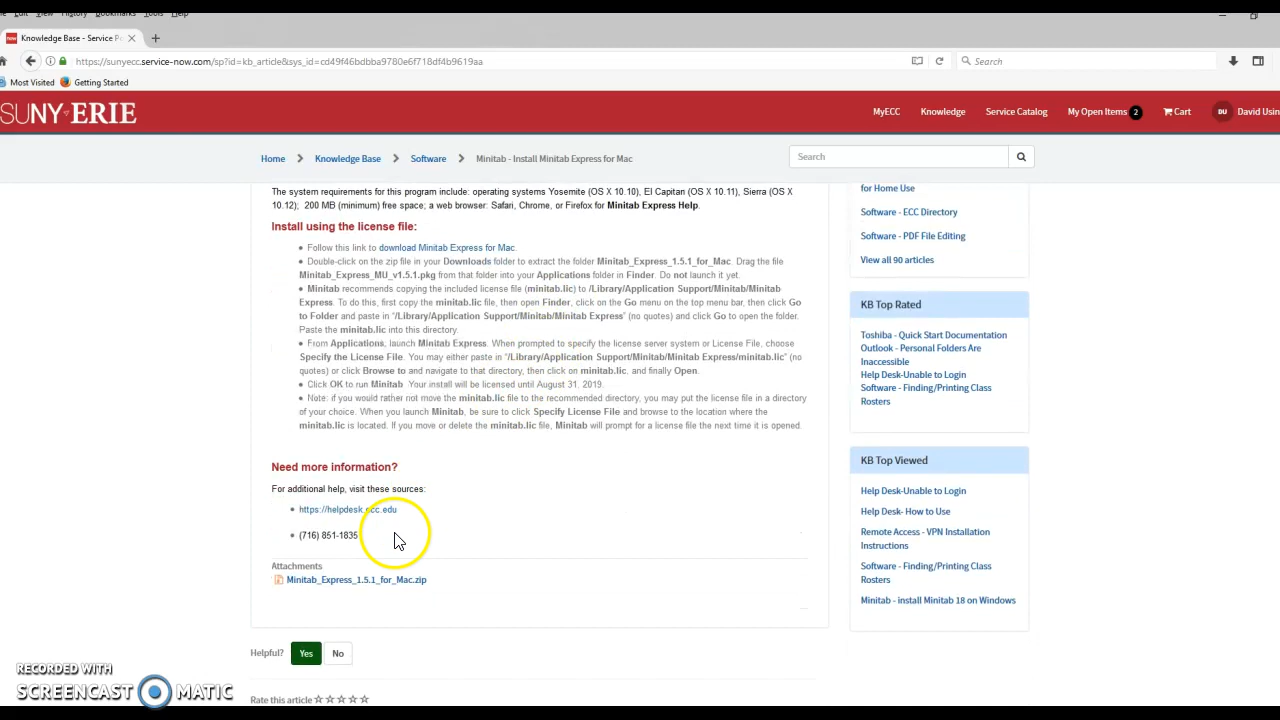 Edit View History Bookmarks Tools Help
Knowledge Base - Service Po
https://sunyecc.service-now.com/sp?id=kb_article&sys_id=cd49f46bdbba9780e6f718df4b9619aa
Search
Most Visited Getting Started
SUNY ERIE
MyECC Knowledge Service Catalog My Open Items 2 Cart DU David Usin
Home Knowledge Base Software Minitab - Install Minitab Express for Mac
Search
The system requirements for this program include: operating systems Yosemite (OS X 10.10), El Capitan (OS X 10.11), Sierra (OS X
10.12); 200 MB (minimum) free space; a web browser: Safari, Chrome, or Firefox for Minitab Express Help.
Install using the license file:
• Follow this link to download Minitab Express for Mac.
• Double-click on the zip file in your Downloads folder to extract the folder Minitab_Express_1.5.1_for_Mac. Drag the file
Minitab_Express_MU_v1.5.1.pkg from that folder into your Applications folder in Finder. Do not launch it yet.
• Minitab recommends copying the included license file (minitab.lic) to /Library/Application Support/Minitab/Minitab
Express. To do this, first copy the minitab.lic file, then open Finder, click on the Go menu on the top menu bar, then click Go
to Folder and paste in "/Library/Application Support/Minitab/Minitab Express" (no quotes) and click Go to open the folder.
Paste the minitab.lic into this directory.
• From Applications, launch Minitab Express. When prompted to specify the license server system or License File, choose
Specify the License File. You may either paste in "/Library/Application Support/Minitab/Minitab Express/minitab.lic" (no
quotes) or click Browse to and navigate to that directory, then click on minitab.lic, and finally Open.
• Click OK to run Minitab Your install will be licensed until August 31, 2019.
• Note: if you would rather not move the minitab.lic file to the recommended directory, you may put the license file in a directory
of your choice. When you launch Minitab, be sure to click Specify License File and browse to the location where the
minitab.lic is located. If you move or delete the minitab.lic file, Minitab will prompt for a license file the next time it is opened.
Need more information?
For additional help, visit these sources:
• https://helpdesk.ecc.edu
• (716) 851-1835
Attachments
Minitab_Express_1.5.1_for_Mac.zip
Helpful? Yes No
Rate this article
for Home Use
Software - ECC Directory
Software - PDF File Editing
View all 90 articles
KB Top Rated
Toshiba - Quick Start Documentation
Outlook - Personal Folders Are
Inaccessible
Help Desk-Unable to Login
Software - Finding/Printing Class
Rosters
KB Top Viewed
Help Desk-Unable to Login
Help Desk- How to Use
Remote Access - VPN Installation
Instructions
Software - Finding/Printing Class
Rosters
Minitab - install Minitab 18 on Windows
RECORDED WITH
SCREENCAST MATIC